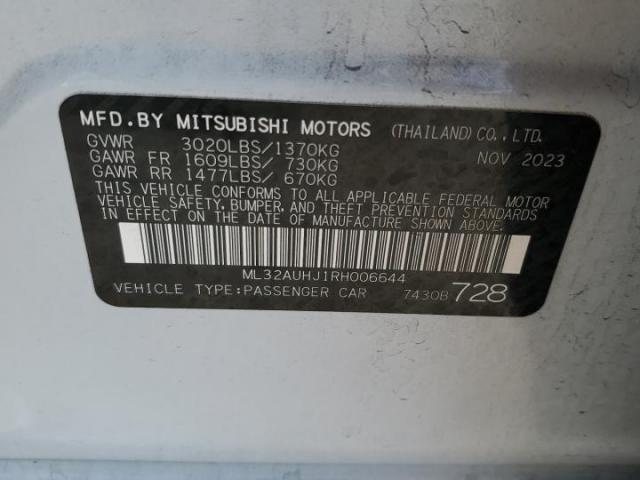 MFD.BY MITSUBISHI MOTORS (THAILAND) CO., LTD.
GVWR 3020LBS/1370KG NOV 2023
GAWR FR 1609LBS/ 730KG
GAWR RR 1477LBS/ 670KG
THIS VEHICLE CONFORMS TO ALL APPLICABLE FEDERAL MOTOR
VEHICLE SAFETY, BUMPER, AND THEFT PREVENTION STANDARDS
IN EFFECT ON THE DATE OF MANUFACTURE SHOWN ABOVE.
ML32AUHJ1RH006644
VEHICLE TYPE:PASSENGER CAR 7430B 728